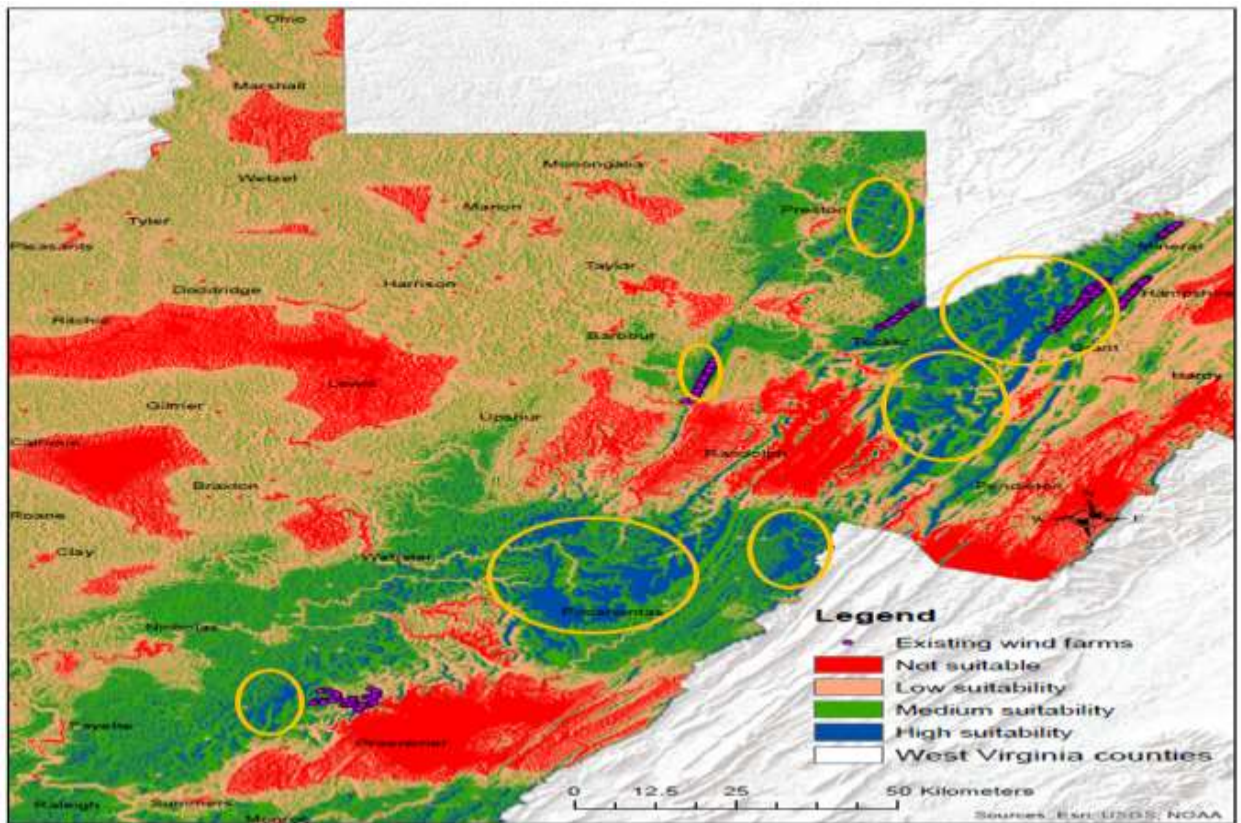 Ohio
Marshall
Wetzel
Monongalia
Marion
Tyler
Preston
Pleasants
Mineral
Taylor
Harrison
Doddridge
Hampshire
Ritchie
Barbour
Tucker
Grant
Hardy
Lewis
Gilmer
Upshur
Calhoun
Randolph
Braxton
Pendleton
Roane
W E
Clay
Webster
Pocahontas
Nicholas
Fayette
Greenbrier
Raleigh
Summers
Monroe
Legend
Existing wind farms
Not suitable
Low suitability
Medium suitability
High suitability
West Virginia counties
0 12.5 25 50 Kilometers
Sources: Esri, USGS, NOAA